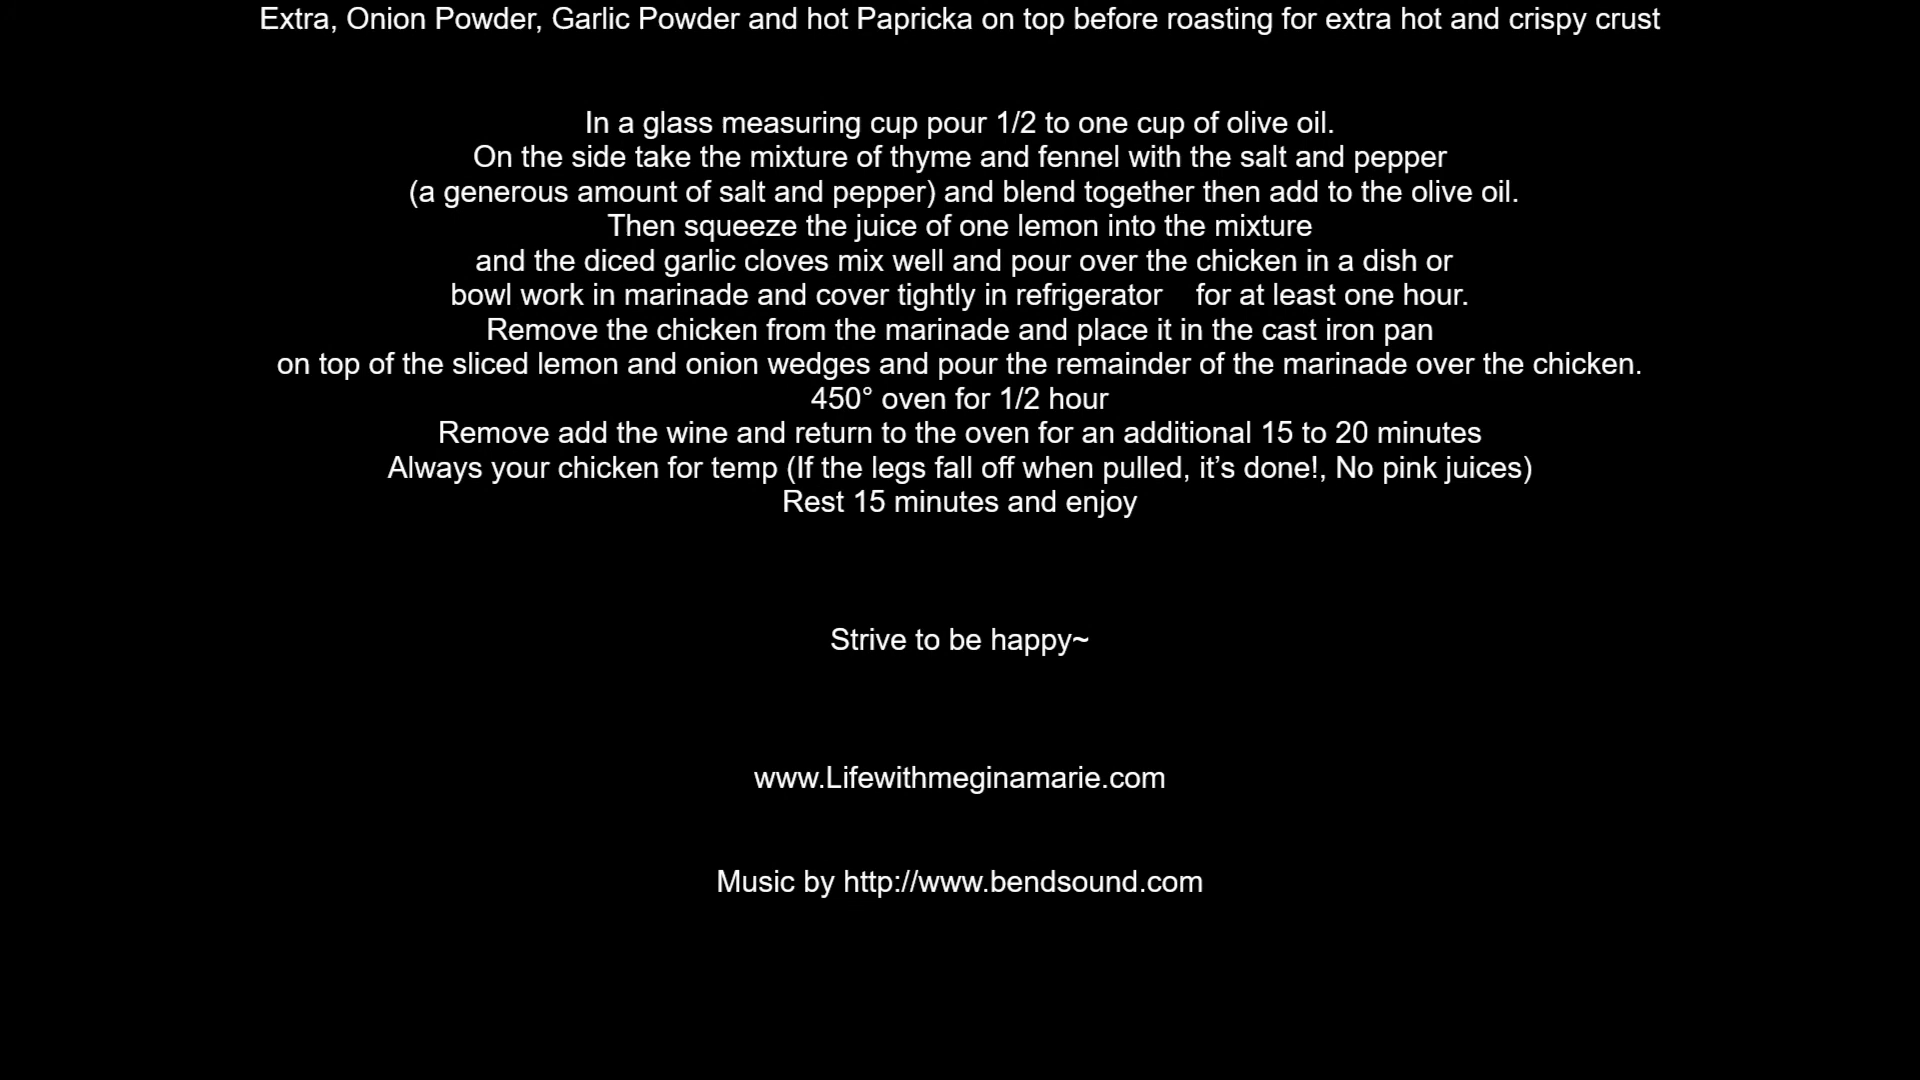 Extra, Onion Powder, Garlic Powder and hot Papricka on top before roasting for extra hot and crispy crust
In a glass measuring cup pour 1/2 to one cup of olive oil.
On the side take the mixture of thyme and fennel with the salt and pepper
(a generous amount of salt and pepper) and blend together then add to the olive oil.
Then squeeze the juice of one lemon into the mixture
and the diced garlic cloves mix well and pour over the chicken in a dish or
bowl work in marinade and cover tightly in refrigerator    for at least one hour.
Remove the chicken from the marinade and place it in the cast iron pan
on top of the sliced lemon and onion wedges and pour the remainder of the marinade over the chicken.
450° oven for 1/2 hour
Remove add the wine and return to the oven for an additional 15 to 20 minutes
Always your chicken for temp (If the legs fall off when pulled, it’s done!, No pink juices)
Rest 15 minutes and enjoy
Strive to be happy~
www.Lifewithmeginamarie.com
Music by http://www.bendsound.com